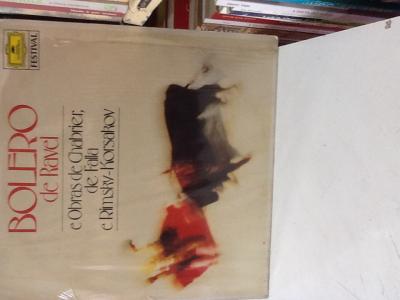 FESTIVAL
BOLERO
de Ravel
e Obras de Chabrier,
de Falla
e Rimsky-Korsakov